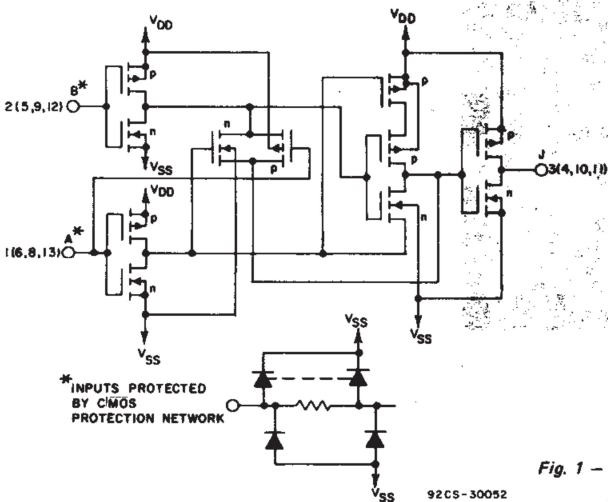 VDD
VDD
B*
p
p
2(5,9,12)
n
p
p
J
3(4,10,11)
n
VSS
p
n
n
VDD
A*
p
1(6,8,13)
n
VSS
VSS
VSS
*INPUTS PROTECTED
BY CMOS
PROTECTION NETWORK
VSS
Fig. 1 –
92CS-30052